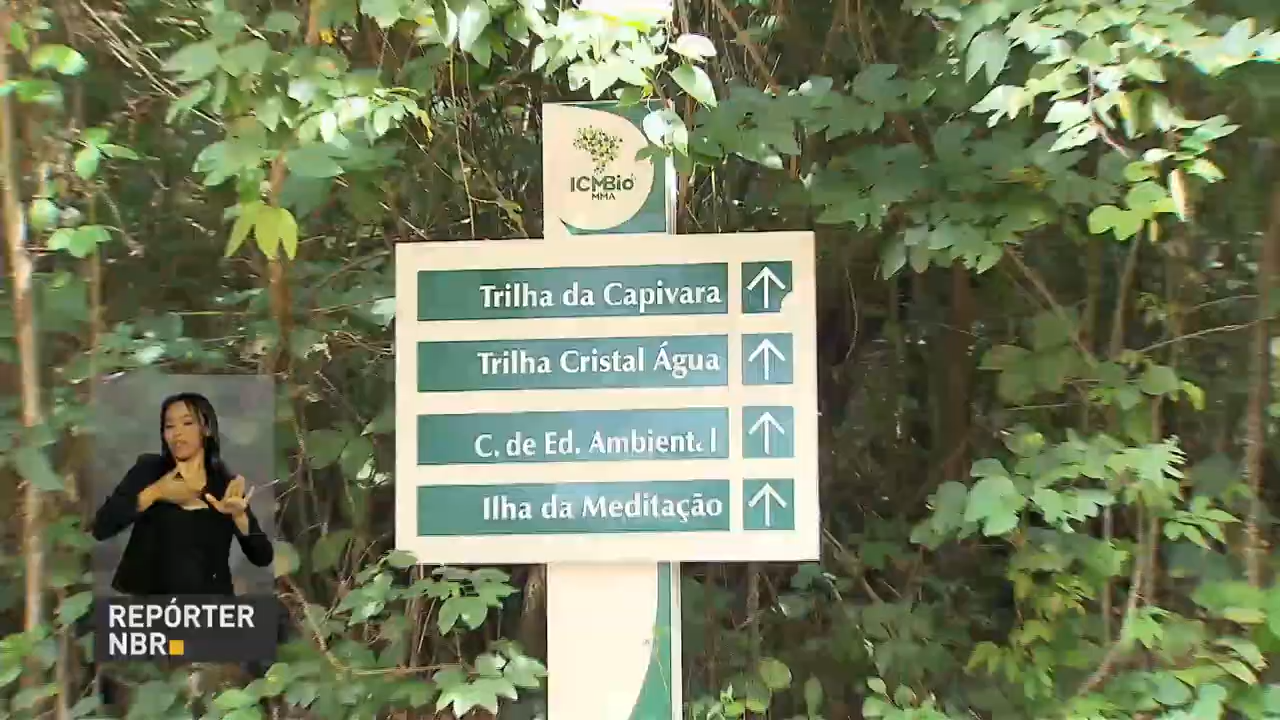 ICMBio
MMA
Trilha da Capivara
Trilha Cristal Água
C. de Ed. Ambient l
Ilha da Meditação
REPÓRTER
NBR